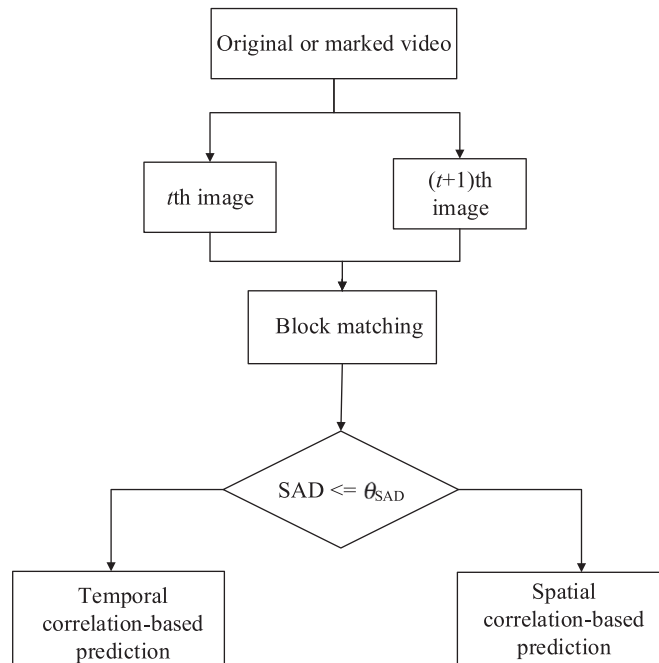 Original or marked video
tth image
(t+1)th
image
Block matching
SAD <= θSAD
Temporal
correlation-based
prediction
Spatial
correlation-based
prediction